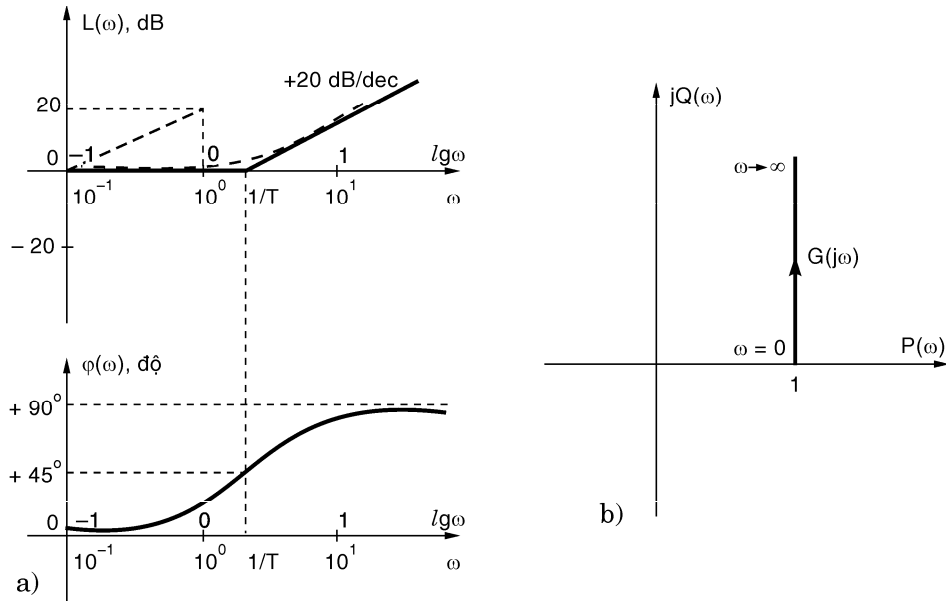 L(ω), dB
+20 dB/dec
20
0
–1
0
1
lgω
10⁻¹
10⁰
1/T
10¹
ω
– 20
φ(ω), độ
+ 90°
+ 45°
0
–1
0
1
lgω
10⁻¹
10⁰
1/T
10¹
ω
a)
jQ(ω)
ω→∞
G(jω)
ω = 0
P(ω)
1
b)